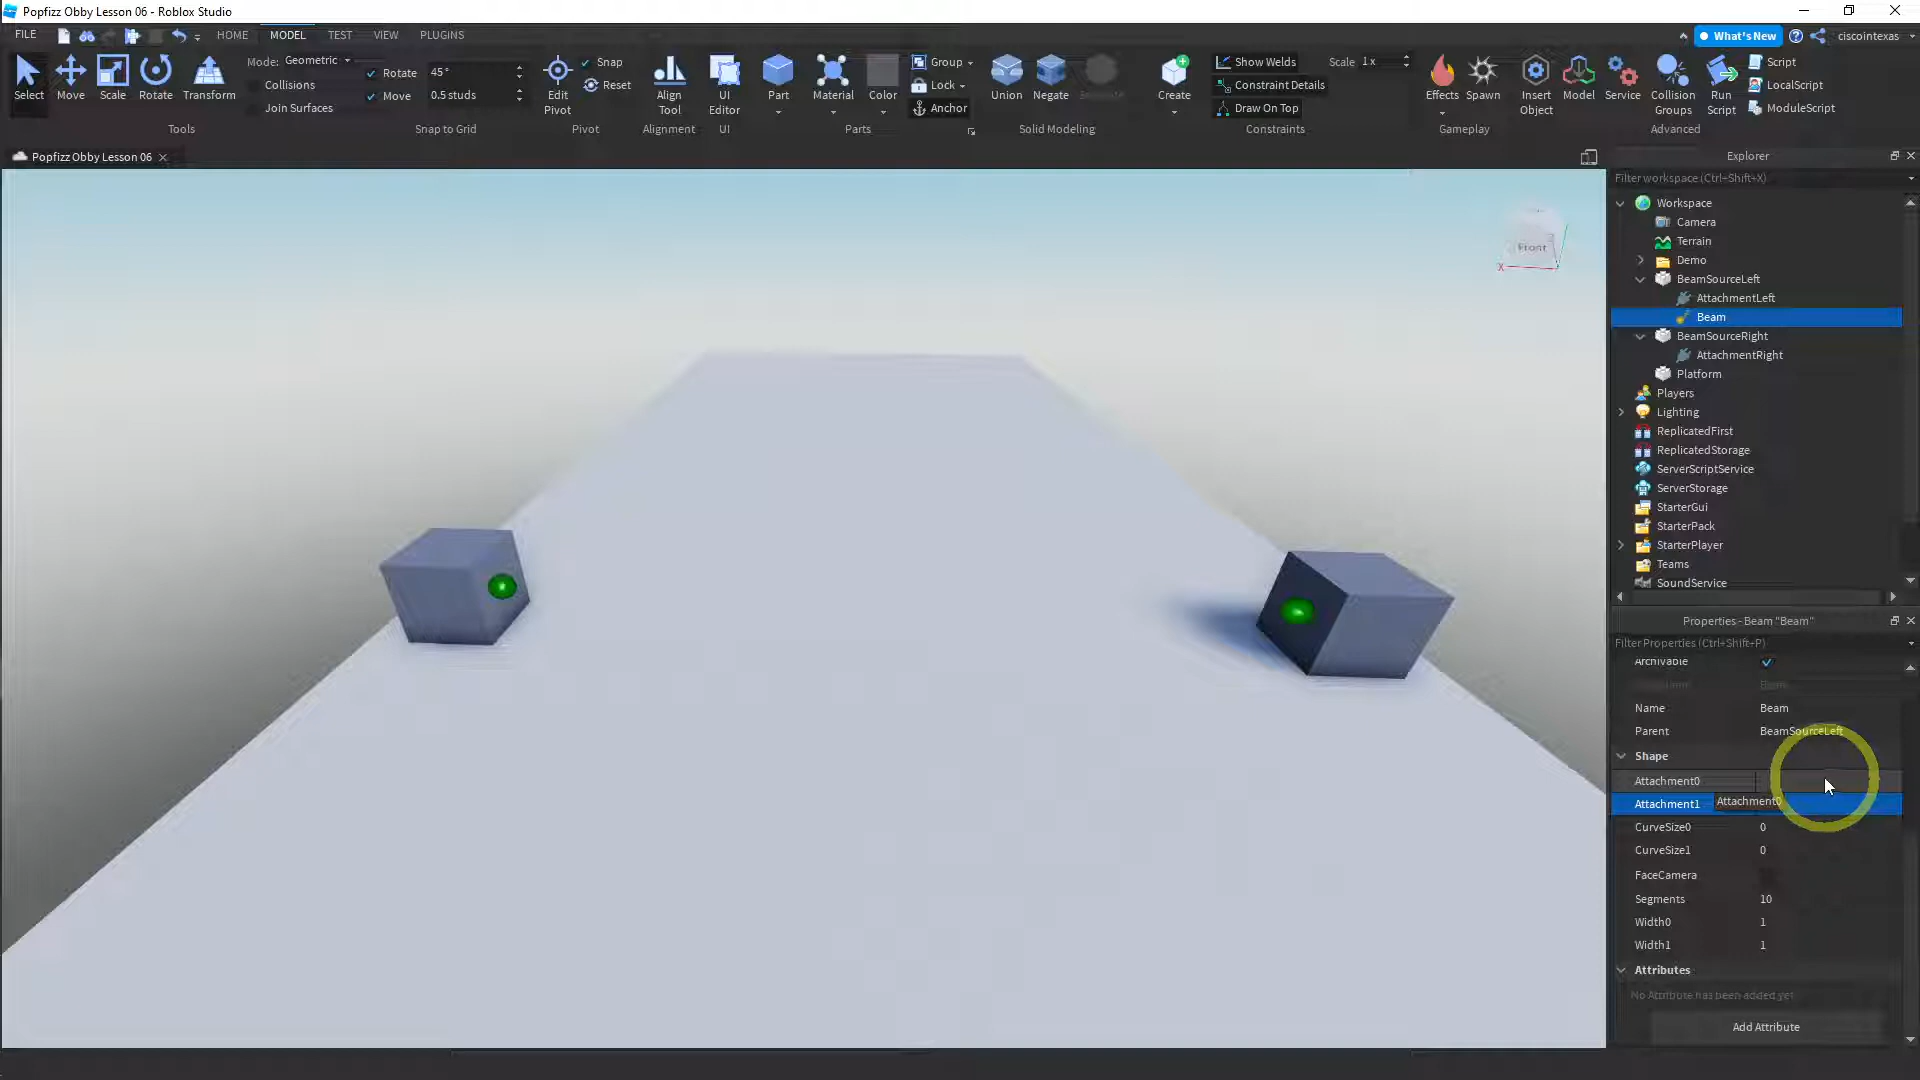 Popfizz Obby Lesson 06 - Roblox Studio
FILE HOME MODEL TEST VIEW PLUGINS What's New ciscointexas
Select Move Scale Rotate Transform
Mode: Geometric
Collisions
Join Surfaces
Tools
Rotate 45°
Move 0.5 studs
Snap to Grid
Edit Pivot
Snap
Reset
Pivot
Align Tool
Alignment
UI Editor
UI
Part Material Color
Group
Lock
Anchor
Parts
Union Negate
Solid Modeling
Create
Show Welds
Constraint Details
Draw On Top
Scale 1 x
Constraints
Effects Spawn
Gameplay
Insert Object
Model
Service
Collision Groups
Run Script
Script
LocalScript
ModuleScript
Advanced
Popfizz Obby Lesson 06
Front
X
Explorer
Filter workspace (Ctrl+Shift+X)
Workspace
Camera
Terrain
Demo
BeamSourceLeft
AttachmentLeft
Beam
BeamSourceRight
AttachmentRight
Platform
Players
Lighting
ReplicatedFirst
ReplicatedStorage
ServerScriptService
ServerStorage
StarterGui
StarterPack
StarterPlayer
Teams
SoundService
Properties - Beam "Beam"
Filter Properties (Ctrl+Shift+P)
Archivable
Name Beam
Parent BeamSourceLeft
Shape
Attachment0
Attachment1 Attachment0
CurveSize0 0
CurveSize1 0
FaceCamera
Segments 10
Width0 1
Width1 1
Attributes
No Attribute has been added yet
Add Attribute